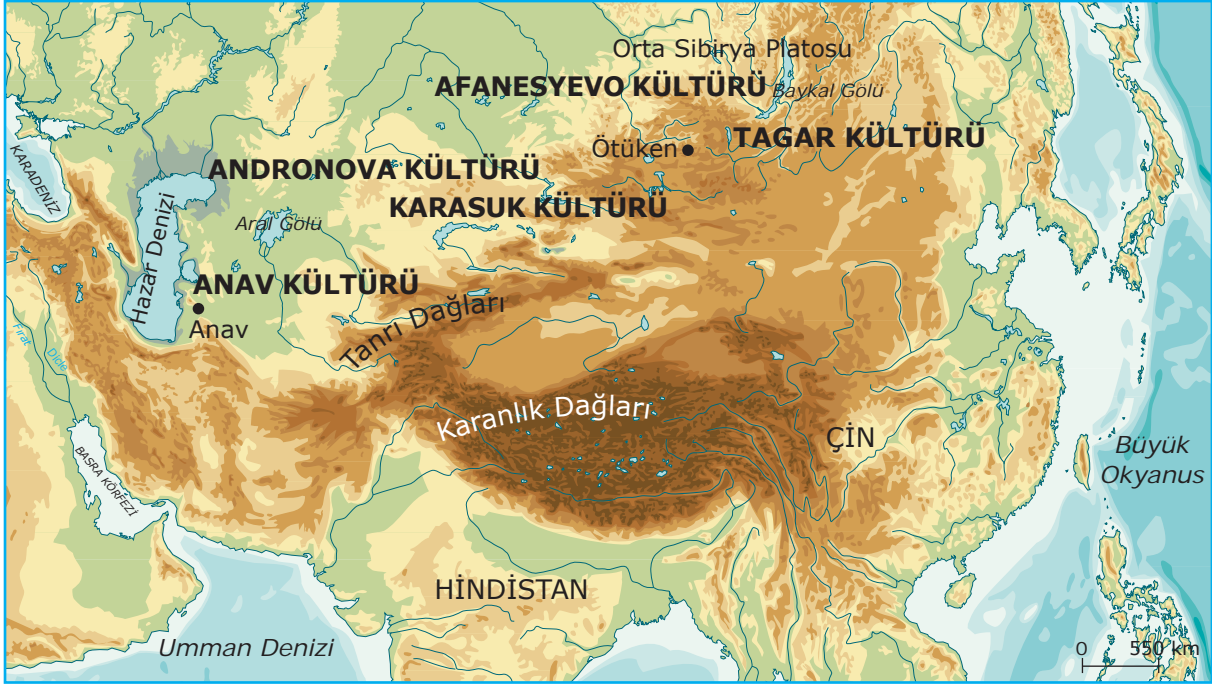 Orta Sibirya Platosu
AFANESYEVO KÜLTÜRÜ
Baykal Gölü
TAGAR KÜLTÜRÜ
Ötüken
KARADENİZ
ANDRONOVA KÜLTÜRÜ
KARASUK KÜLTÜRÜ
Aral Gölü
Hazar Denizi
ANAV KÜLTÜRÜ
Anav
Tanrı Dağları
Fırat
Dicle
Karanlık Dağları
ÇİN
Büyük
Okyanus
BASRA KÖRFEZİ
HİNDİSTAN
Umman Denizi
0 550 km